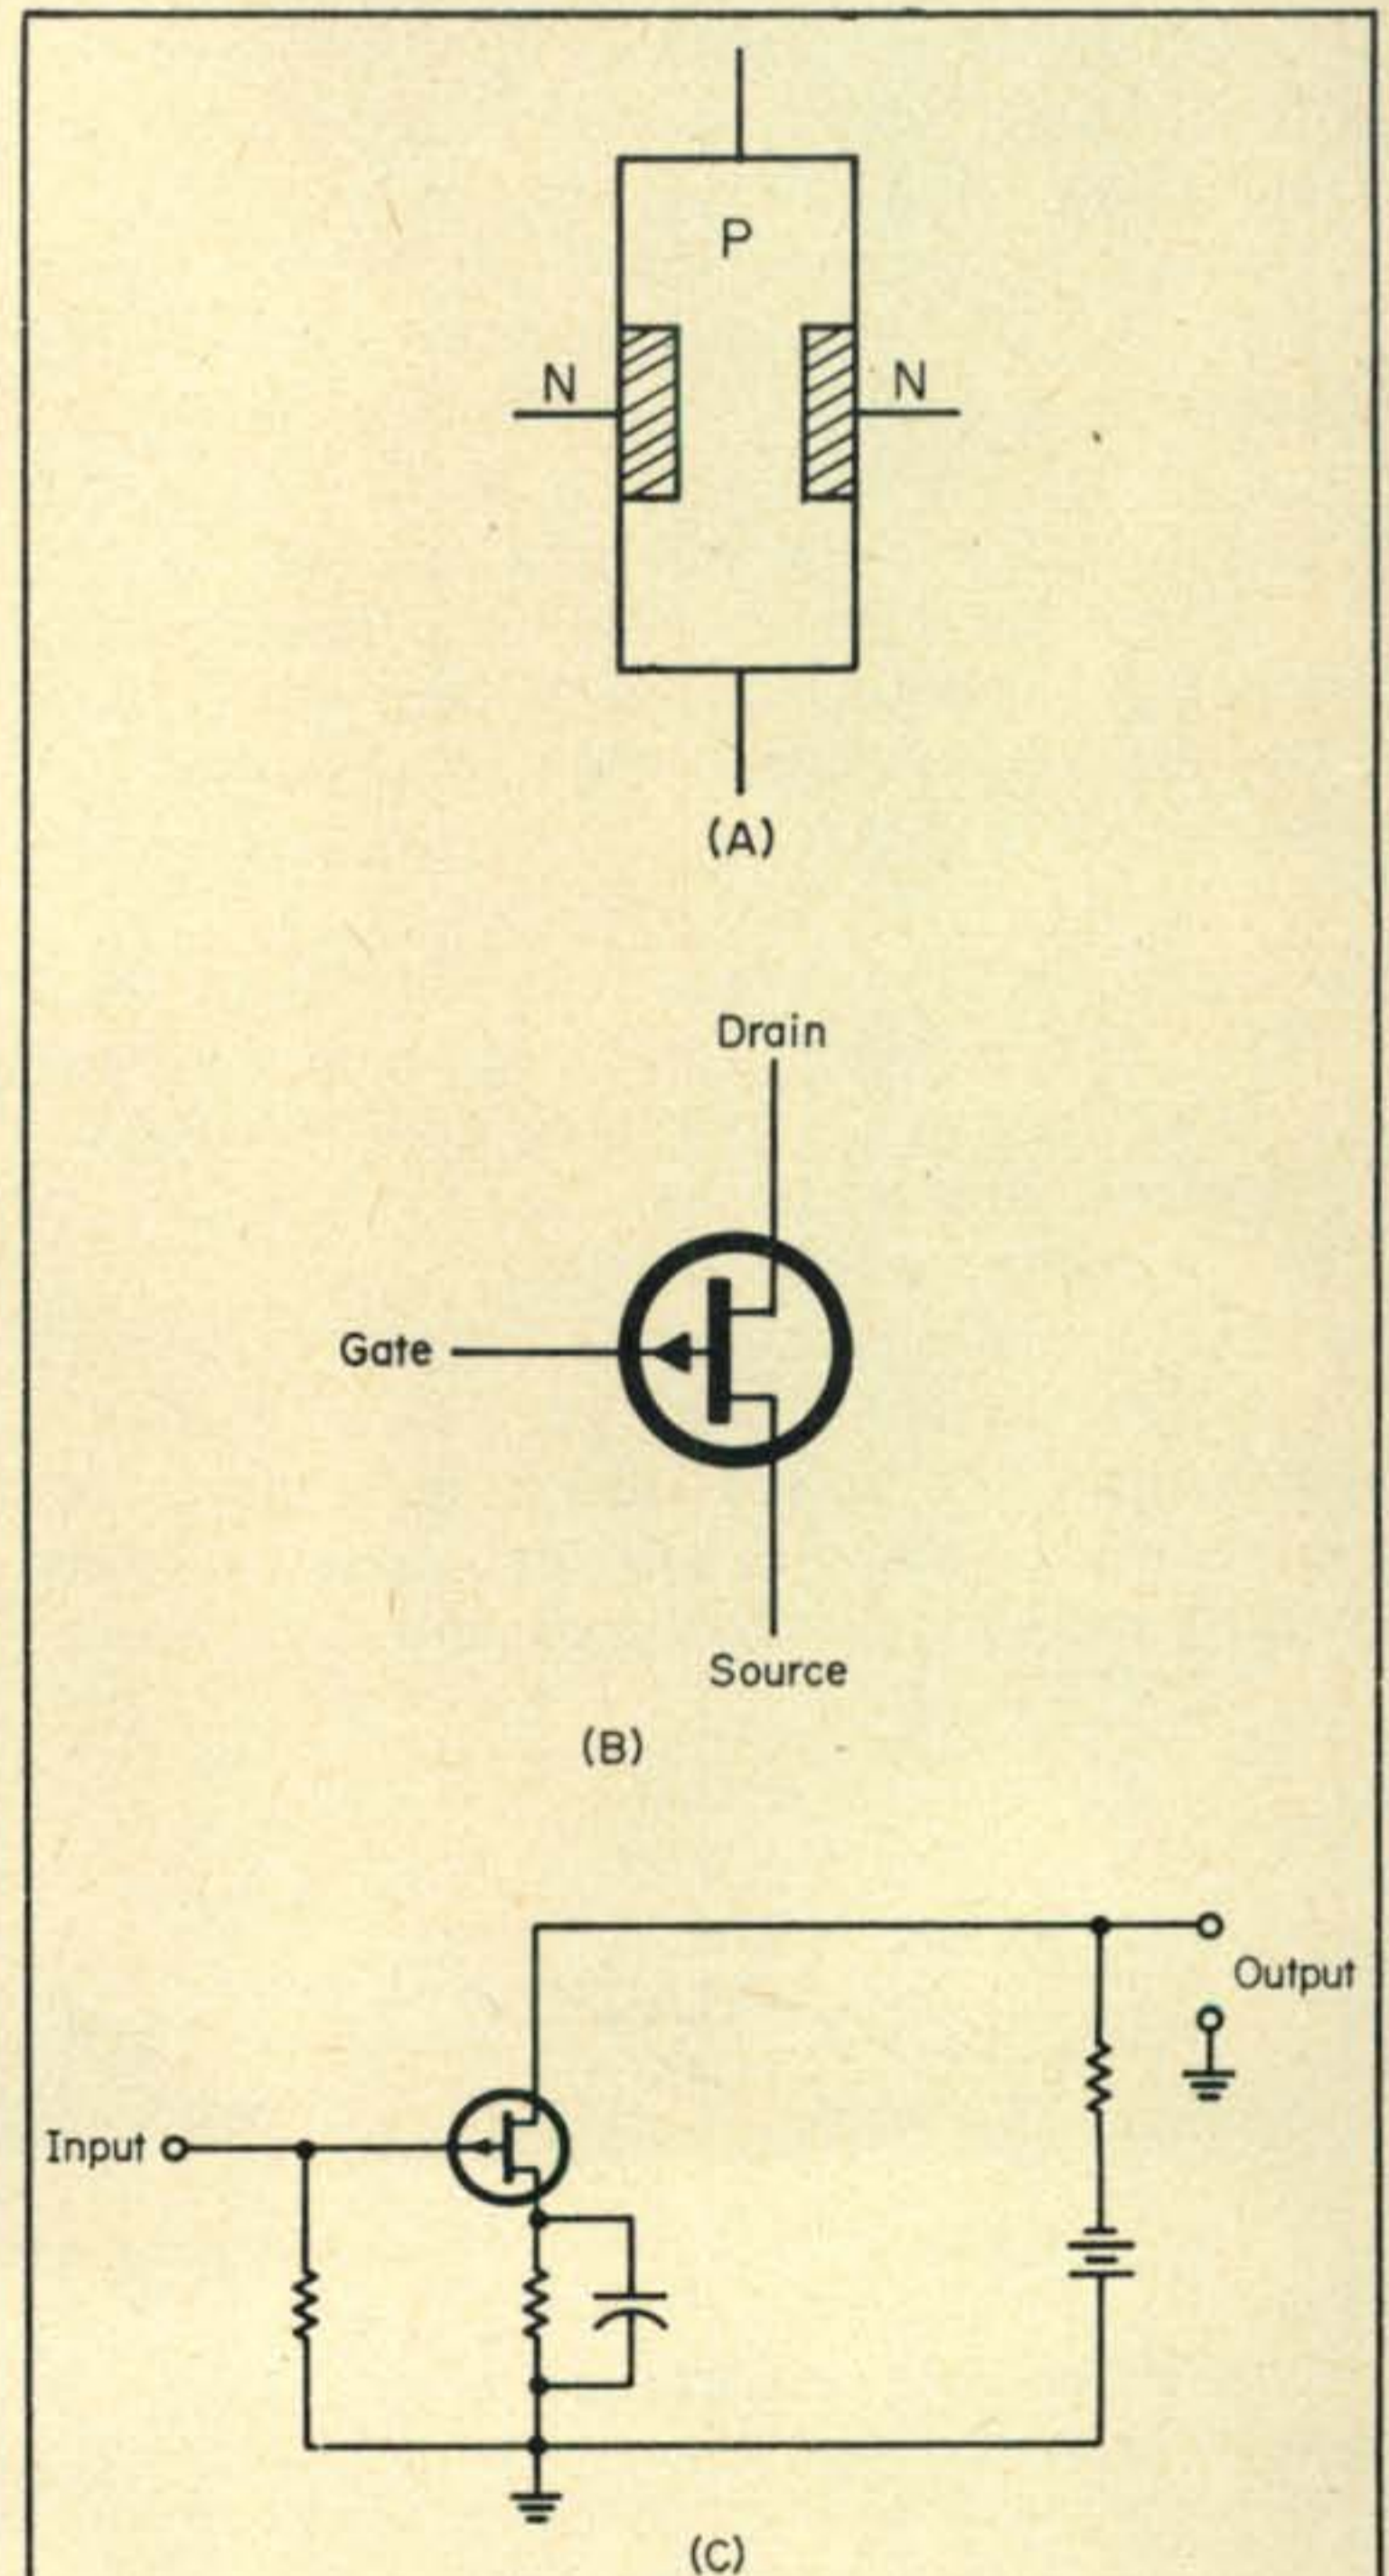 P
N N
(A)
Drain
Gate
Source
(B)
Output
Input
(C)